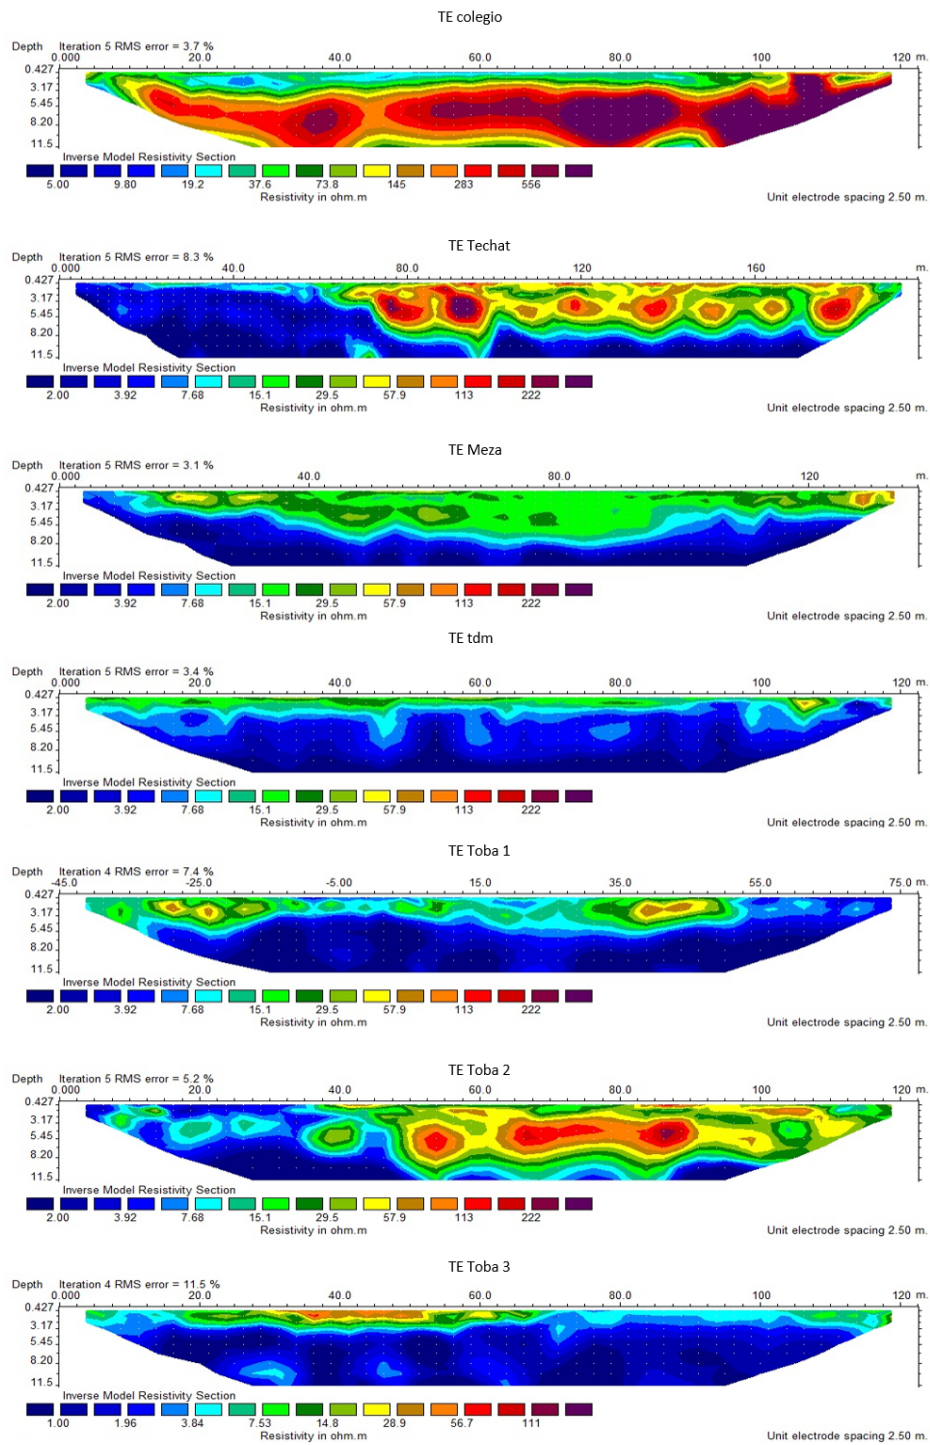 TE colegio
Depth Iteration 5 RMS error = 3.7 %
0.000 20.0 40.0 60.0 80.0 100 120 m.
0.427
3.17
5.45
8.20
11.5
Inverse Model Resistivity Section
5.00 9.80 19.2 37.6 73.8 145 283 556
Resistivity in ohm.m Unit electrode spacing 2.50 m.
TE Techat
Depth Iteration 5 RMS error = 8.3 %
0.000 40.0 80.0 120 160 m.
0.427
3.17
5.45
8.20
11.5
Inverse Model Resistivity Section
2.00 3.92 7.68 15.1 29.5 57.9 113 222
Resistivity in ohm.m Unit electrode spacing 2.50 m.
TE Meza
Depth Iteration 5 RMS error = 3.1 %
0.000 40.0 80.0 120 m.
0.427
3.17
5.45
8.20
11.5
Inverse Model Resistivity Section
2.00 3.92 7.68 15.1 29.5 57.9 113 222
Resistivity in ohm.m Unit electrode spacing 2.50 m.
TE tdm
Depth Iteration 5 RMS error = 3.4 %
0.000 20.0 40.0 60.0 80.0 100 120 m.
0.427
3.17
5.45
8.20
11.5
Inverse Model Resistivity Section
2.00 3.92 7.68 15.1 29.5 57.9 113 222
Resistivity in ohm.m Unit electrode spacing 2.50 m.
TE Toba 1
Depth Iteration 4 RMS error = 7.4 %
-45.0 -25.0 -5.00 15.0 35.0 55.0 75.0 m.
0.427
3.17
5.45
8.20
11.5
Inverse Model Resistivity Section
2.00 3.92 7.68 15.1 29.5 57.9 113 222
Resistivity in ohm.m Unit electrode spacing 2.50 m.
TE Toba 2
Depth Iteration 5 RMS error = 5.2 %
0.000 20.0 40.0 60.0 80.0 100 120 m.
0.427
3.17
5.45
8.20
11.5
Inverse Model Resistivity Section
2.00 3.92 7.68 15.1 29.5 57.9 113 222
Resistivity in ohm.m Unit electrode spacing 2.50 m.
TE Toba 3
Depth Iteration 4 RMS error = 11.5 %
0.000 20.0 40.0 60.0 80.0 100 120 m.
0.427
3.17
5.45
8.20
11.5
Inverse Model Resistivity Section
1.00 1.96 3.84 7.53 14.8 28.9 56.7 111
Resistivity in ohm.m Unit electrode spacing 2.50 m.